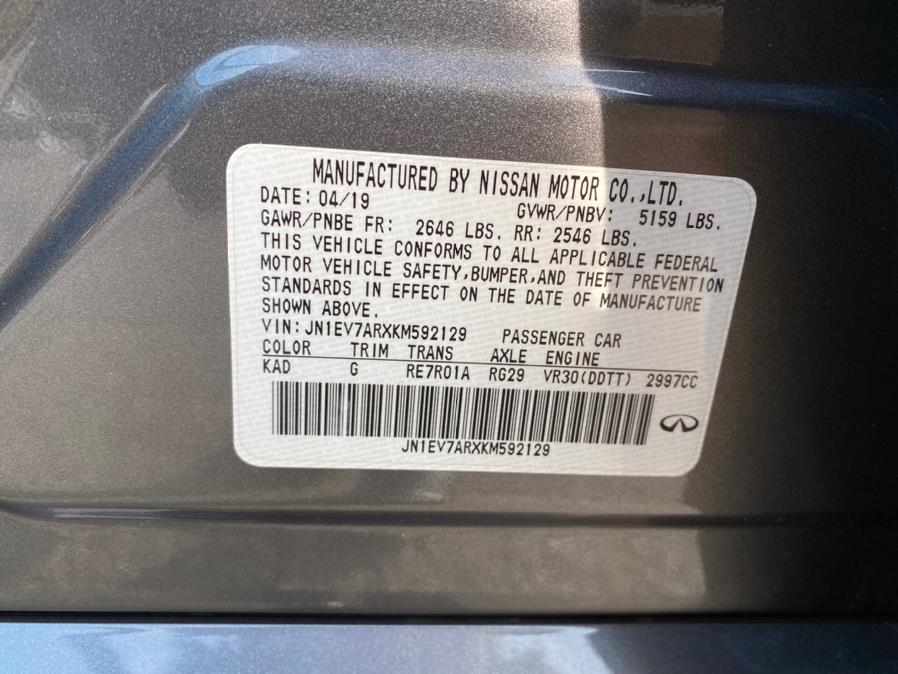 MANUFACTURED BY NISSAN MOTOR CO.,LTD.
DATE: 04/19 GVWR/PNBV: 5159 LBS.
GAWR/PNBE FR: 2646 LBS. RR: 2546 LBS.
THIS VEHICLE CONFORMS TO ALL APPLICABLE FEDERAL
MOTOR VEHICLE SAFETY,BUMPER,AND THEFT PREVENTION
STANDARDS IN EFFECT ON THE DATE OF MANUFACTURE
SHOWN ABOVE.
VIN:JN1EV7ARXKM592129 PASSENGER CAR
COLOR TRIM TRANS AXLE ENGINE
KAD G RE7R01A RG29 VR30(DDTT) 2997CC
JN1EV7ARXKM592129